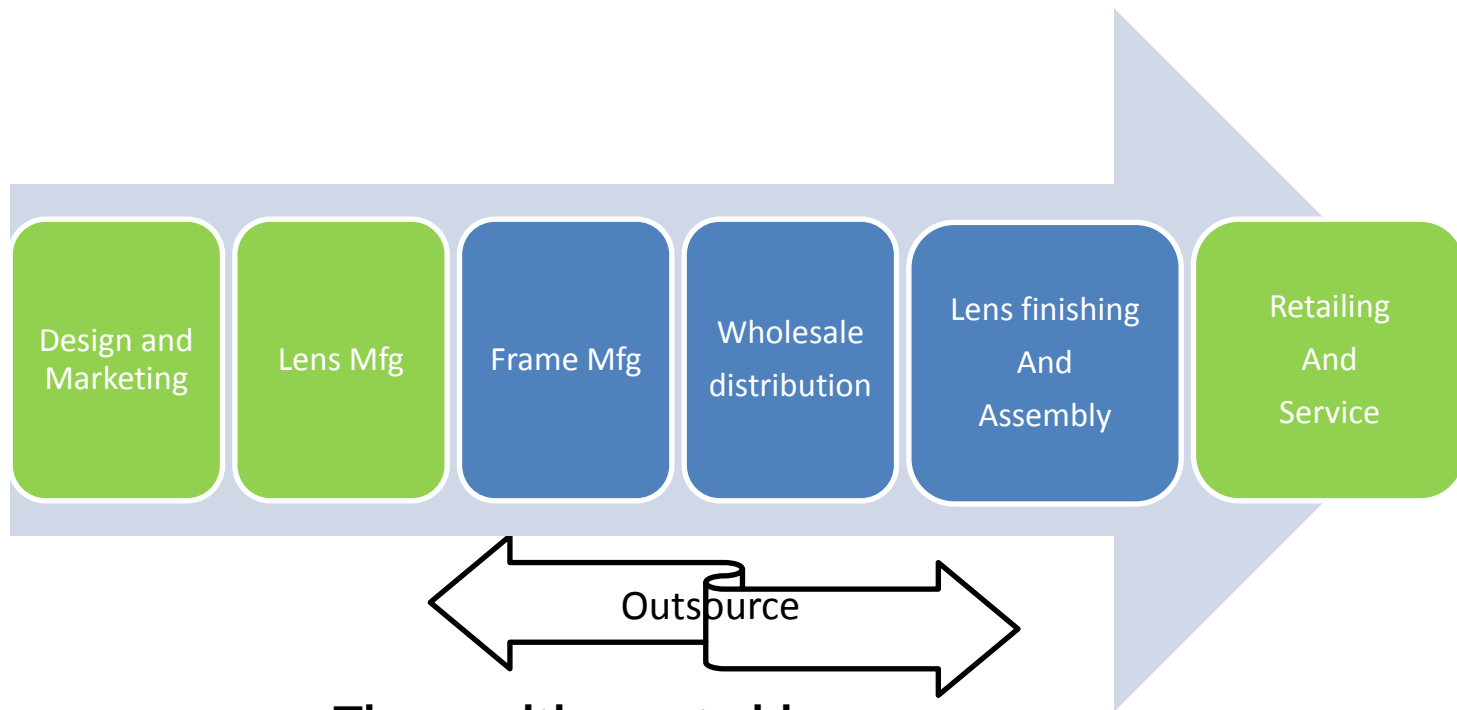 Design and
Marketing
Lens Mfg
Frame Mfg
Wholesale
distribution
Lens finishing
And
Assembly
Retailing
And
Service
Outsource